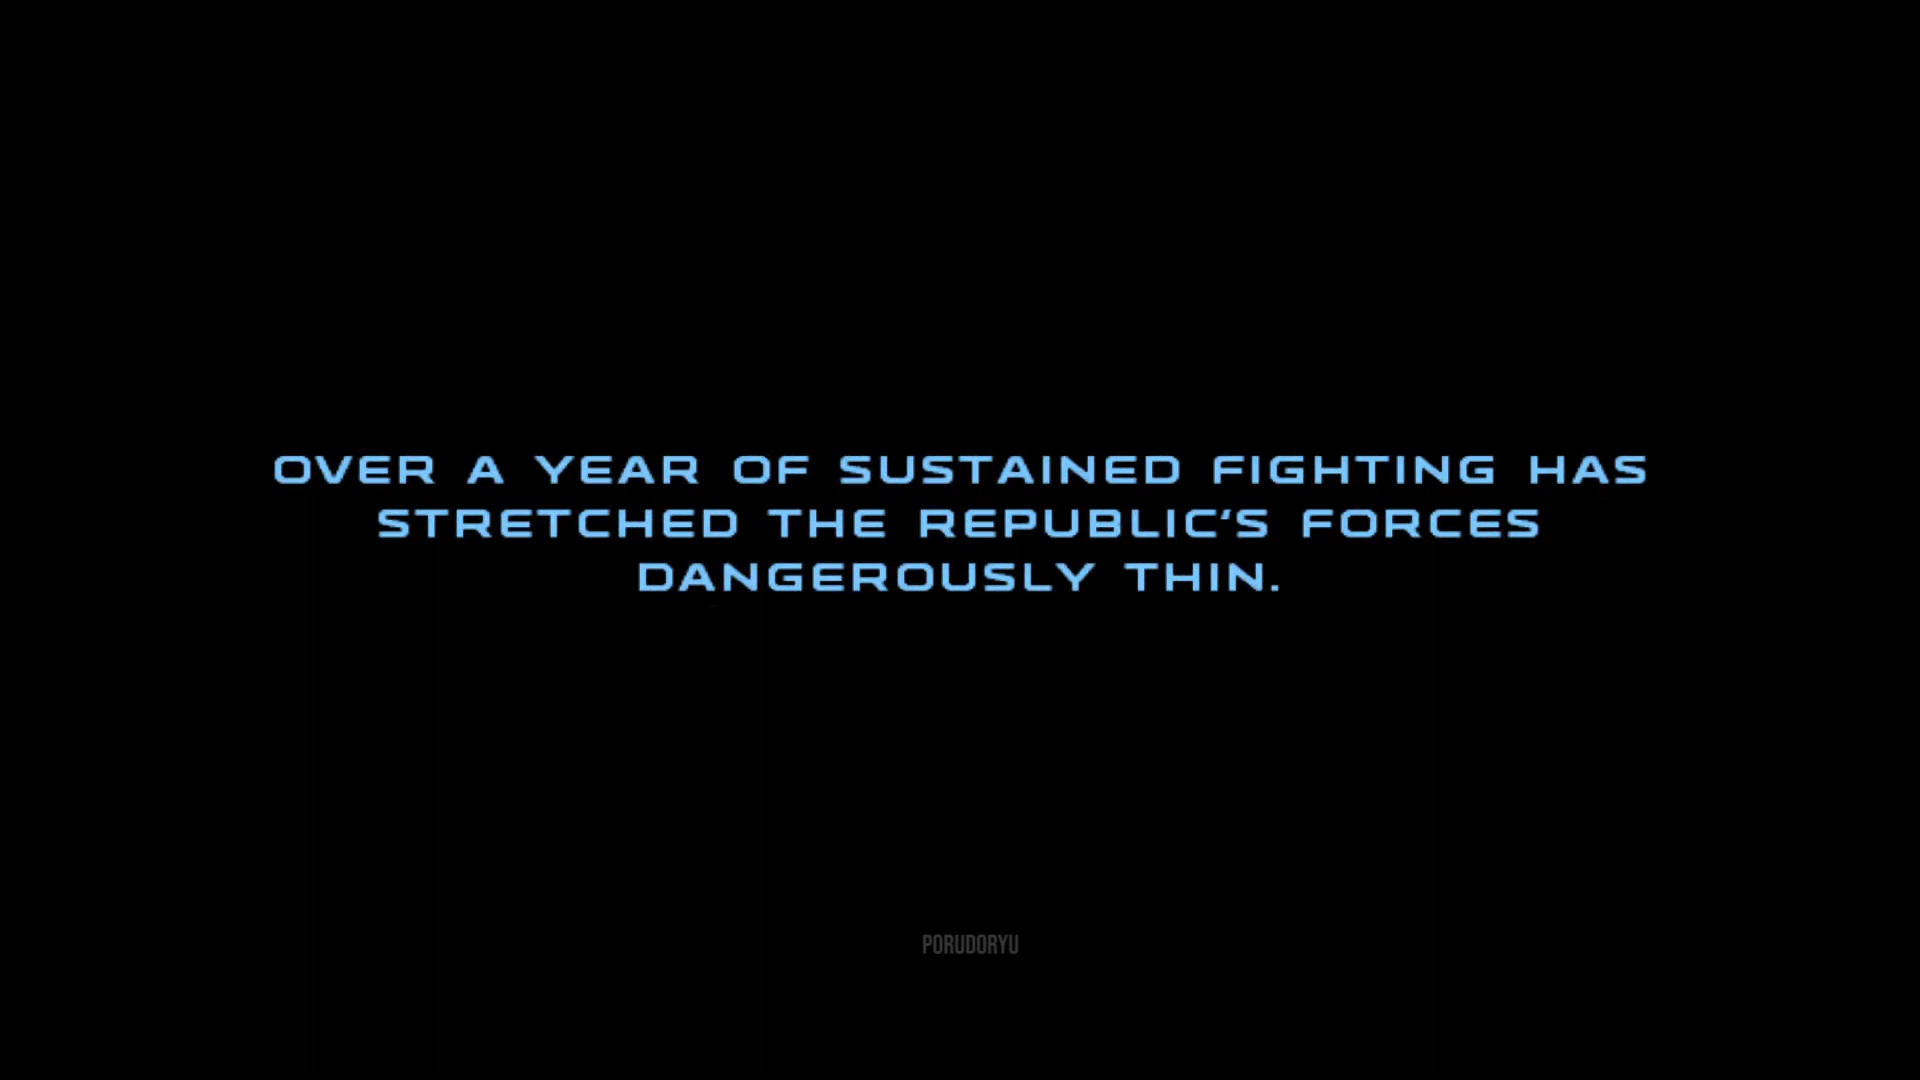 OVER A YEAR OF SUSTAINED FIGHTING HAS
STRETCHED THE REPUBLIC‘S FORCES
DANGEROUSLY THIN.
PORUDORYU